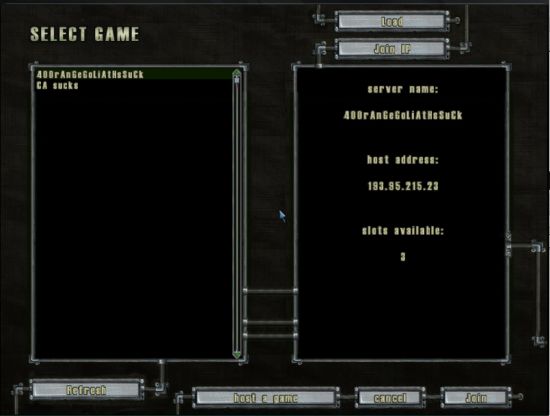 SELECT GAME
Load
Join IP
400rAnGeGoLiAtHsSuCk
CA sucks
server name:
400rAnGeGoLiAtHsSuCk
host address:
193.95.215.23
slots available:
3
Refresh
host a game
cancel
Join